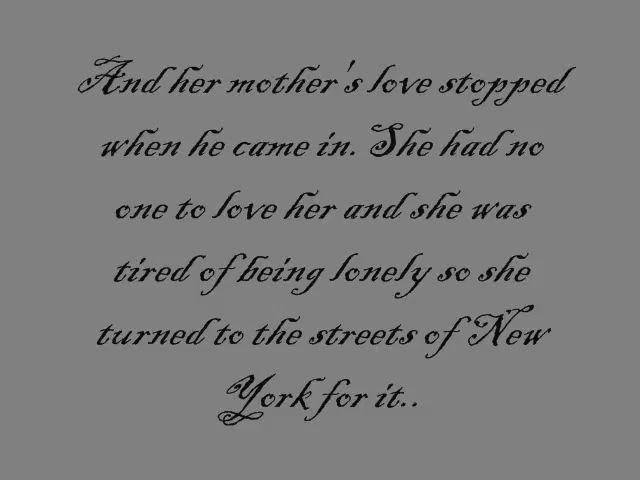 And her mother's love stopped
when he came in. She had no
one to love her and she was
tired of being lonely so she
turned to the streets of New
York for it..